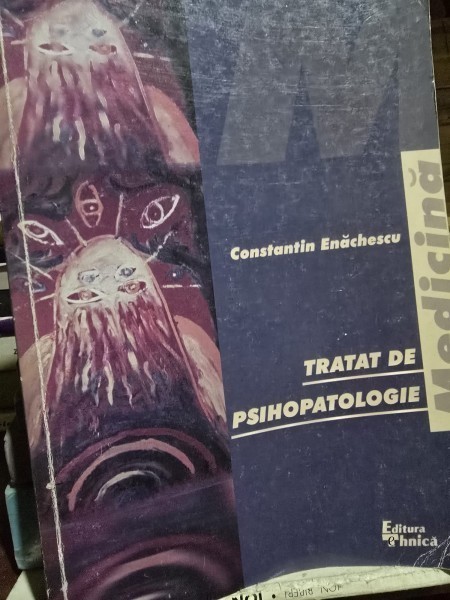 M
Constantin Enăchescu
Medicină
TRATAT DE
PSIHOPATOLOGIE
Editura
Tehnică